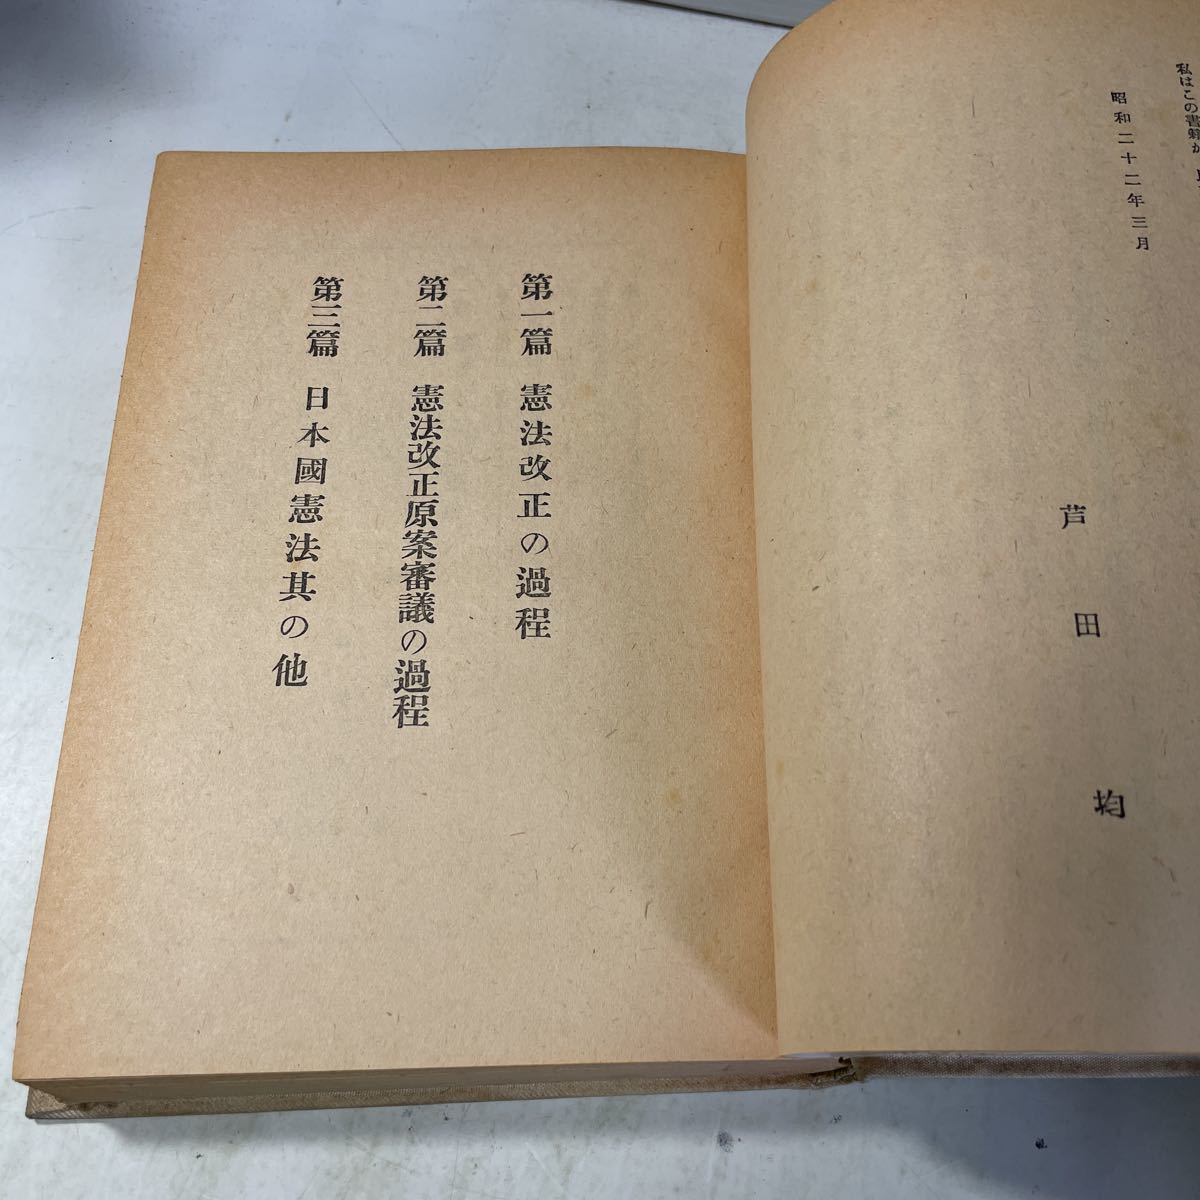 私はこの書籍が
昭和二十二年三月
芦田均
第一篇 憲法改正の過程
第二篇 憲法改正原案審議の過程
第三篇 日本國憲法其の他